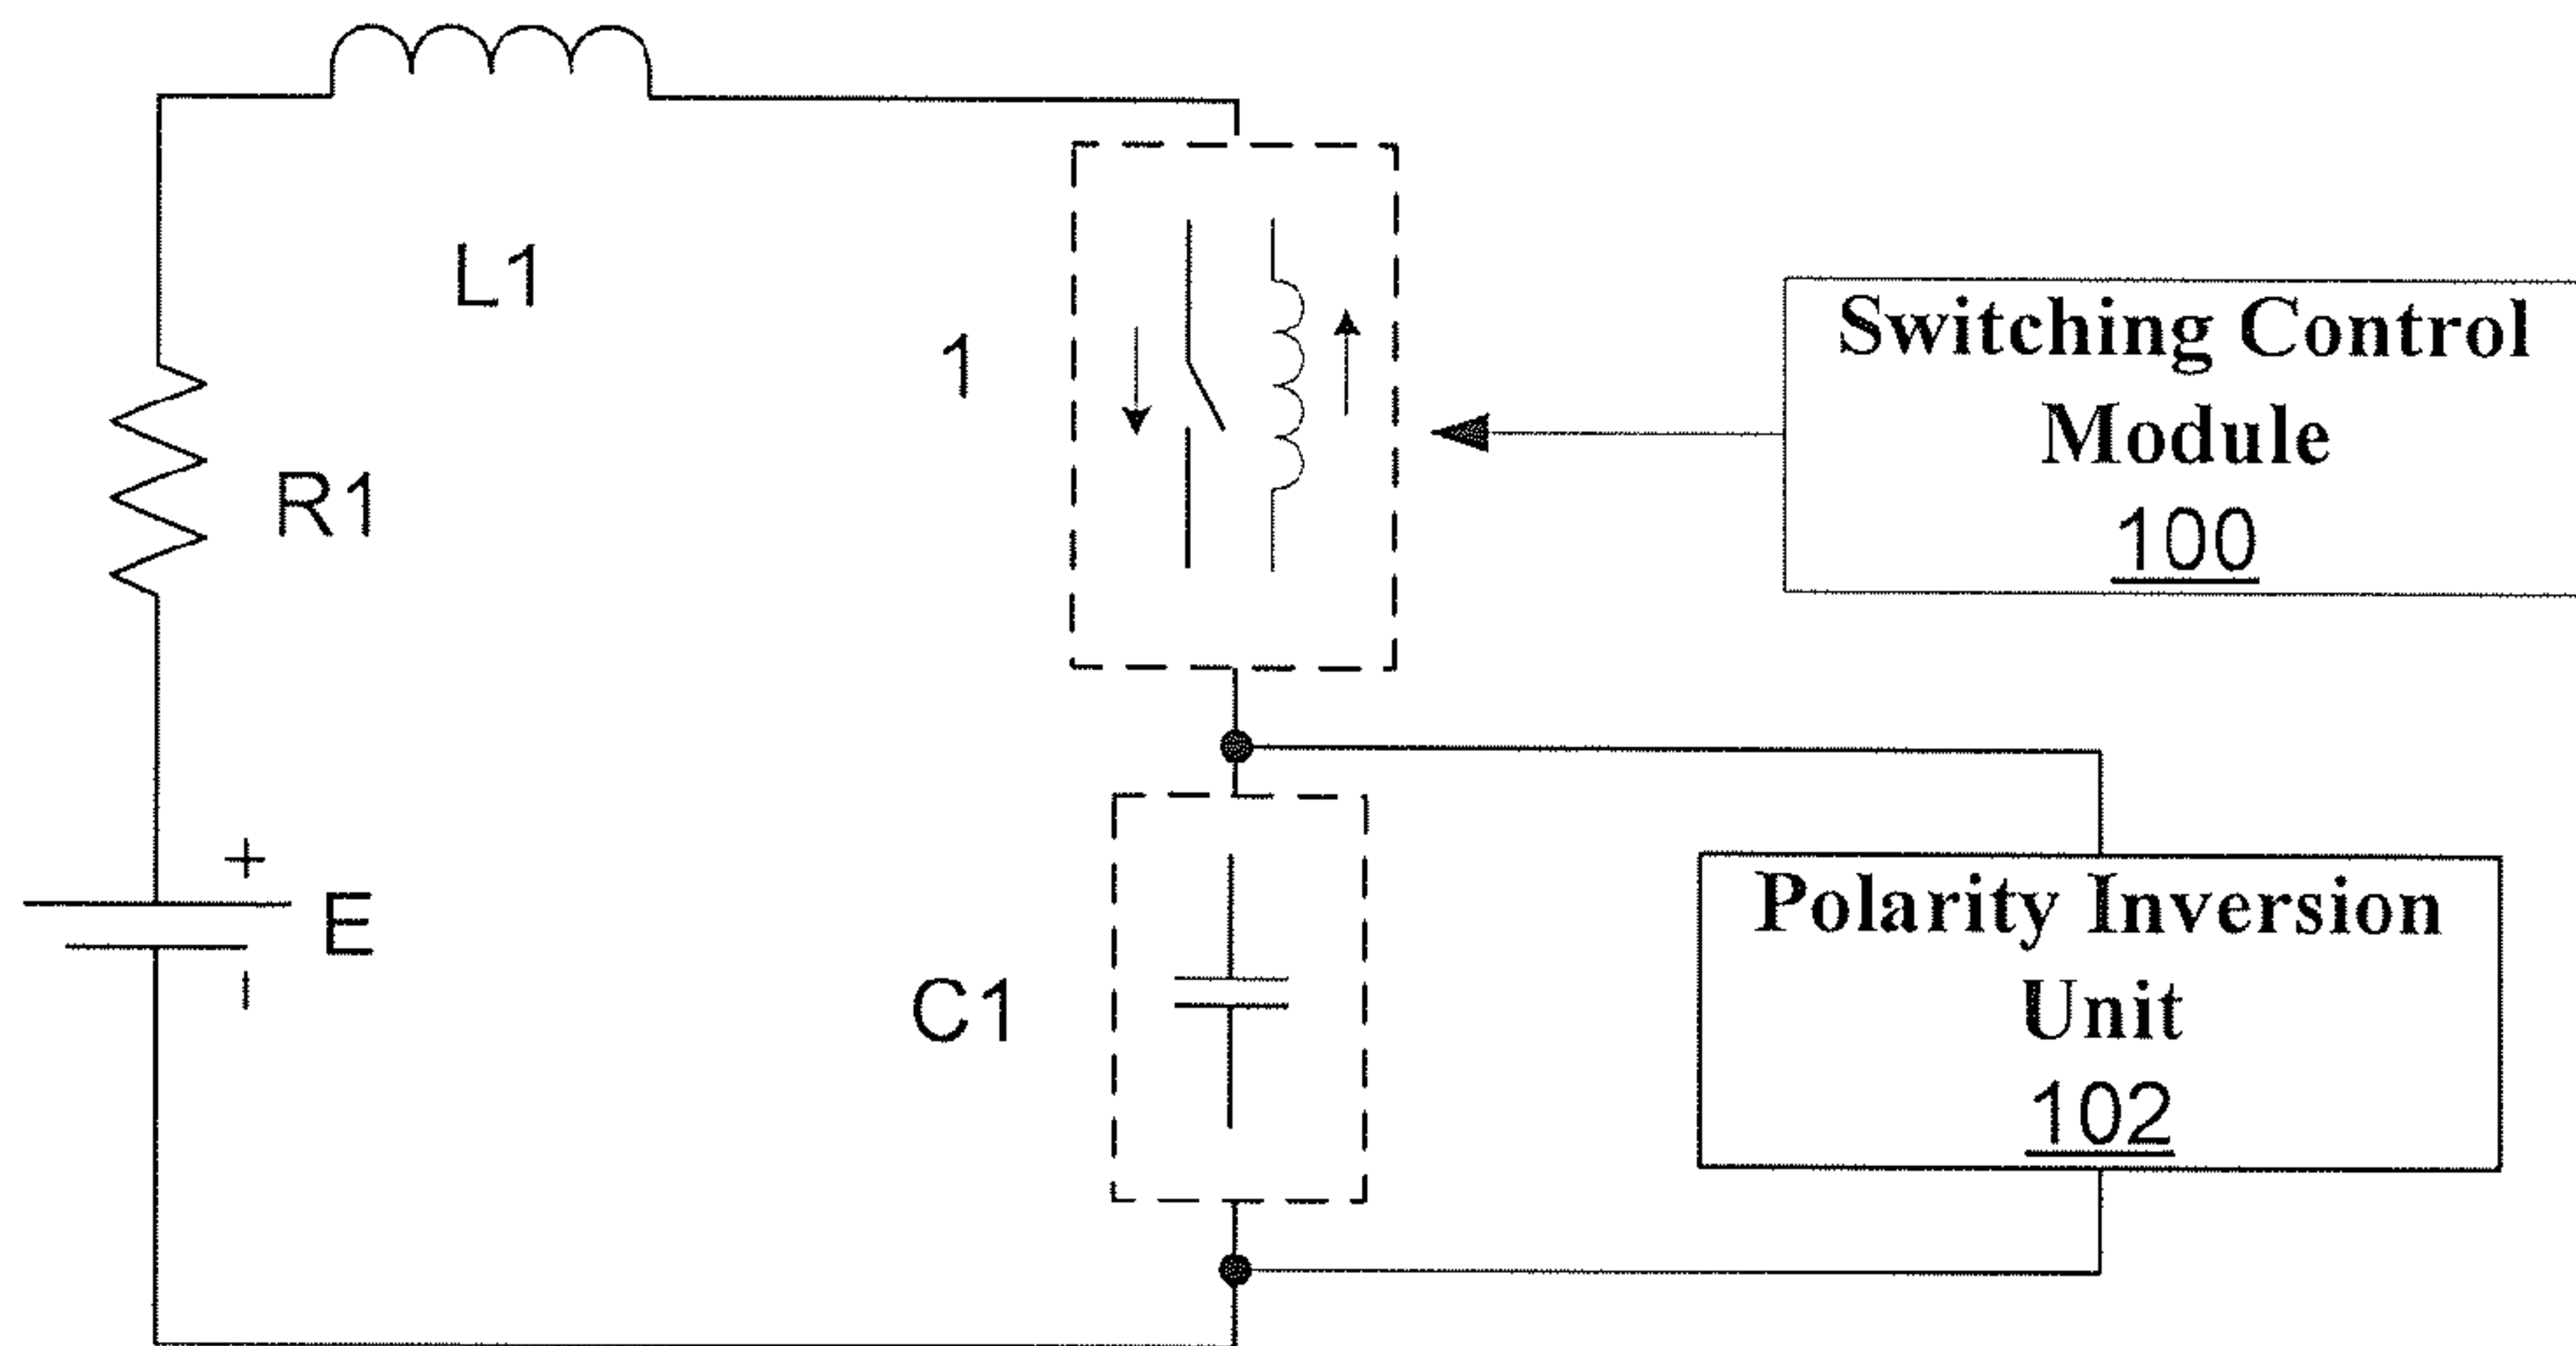 L1
1
Switching Control
Module
100
R1
+
E
-
C1
Polarity Inversion
Unit
102